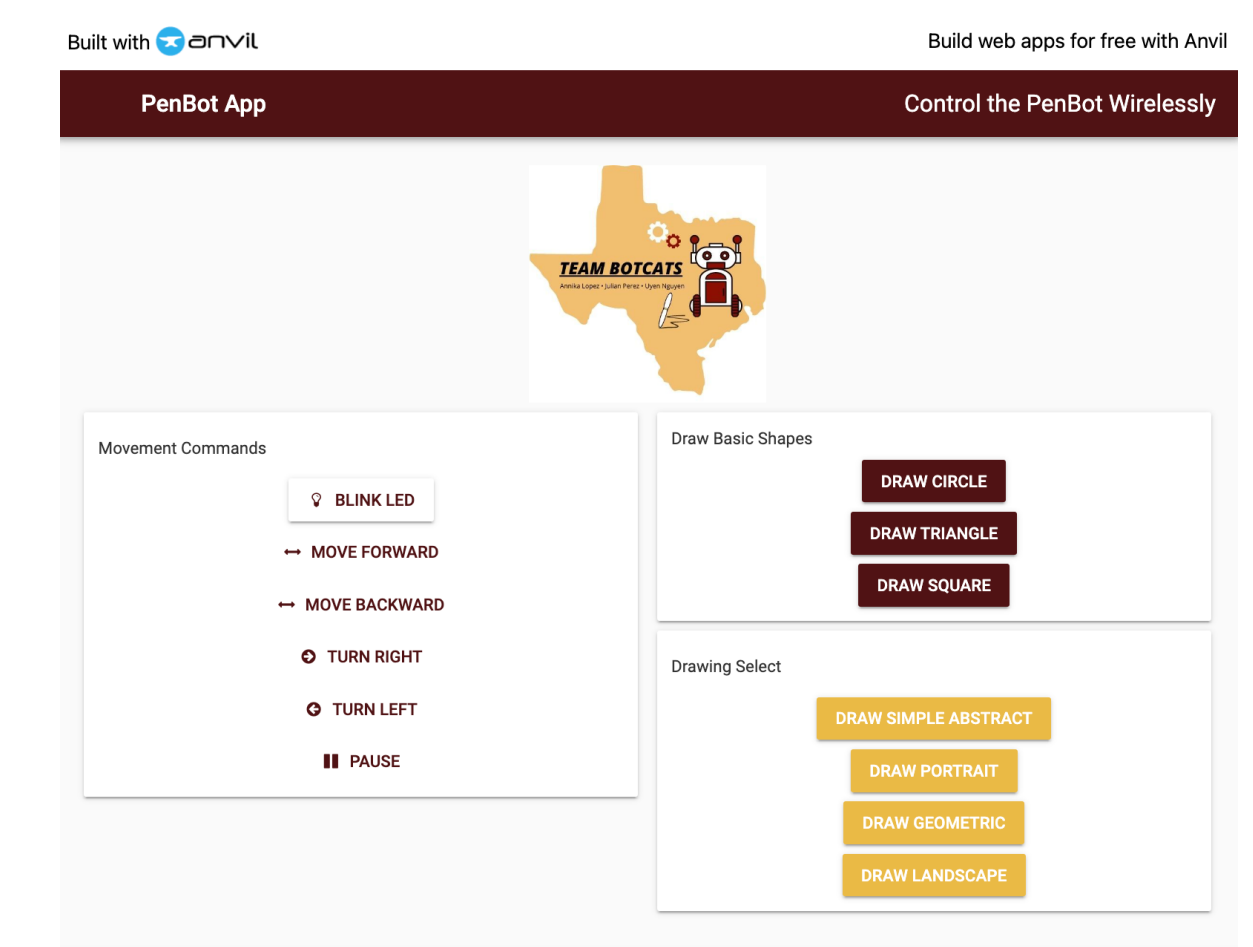 Built with anvil
Build web apps for free with Anvil
PenBot App
Control the PenBot Wirelessly
TEAM BOTCATS
Annika Lopez • Julian Perez • Uyen Nguyen
Movement Commands
BLINK LED
MOVE FORWARD
MOVE BACKWARD
TURN RIGHT
TURN LEFT
PAUSE
Draw Basic Shapes
DRAW CIRCLE
DRAW TRIANGLE
DRAW SQUARE
Drawing Select
DRAW SIMPLE ABSTRACT
DRAW PORTRAIT
DRAW GEOMETRIC
DRAW LANDSCAPE